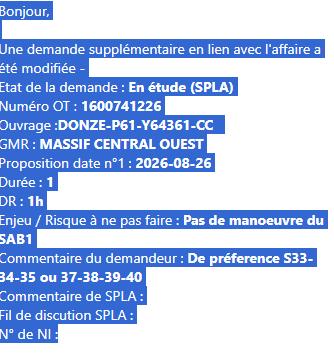 Bonjour,
Une demande supplémentaire en lien avec l'affaire a
été modifiée -
Etat de la demande : En étude (SPLA)
Numéro OT : 1600741226
Ouvrage :DONZE-P61-Y64361-CC
GMR : MASSIF CENTRAL OUEST
Proposition date n°1 : 2026-08-26
Durée : 1
DR : 1h
Enjeu / Risque à ne pas faire : Pas de manoeuvre du
SAB1
Commentaire du demandeur : De préference S33-
34-35 ou 37-38-39-40
Commentaire de SPLA :
Fil de discution SPLA :
N° de NI :